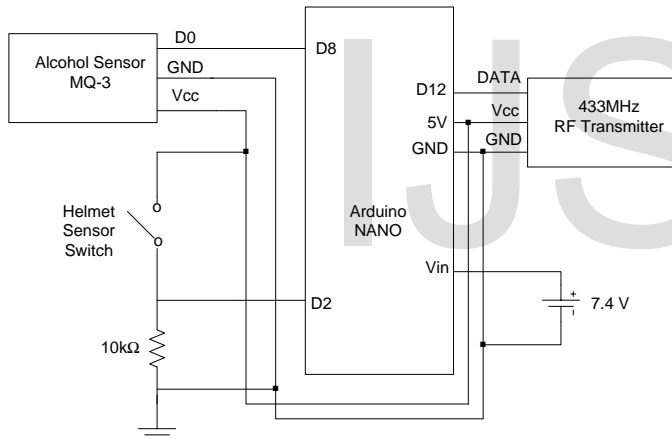 Alcohol Sensor
MQ-3
D0
GND
Vcc
D8
D12
5V
GND
DATA
Vcc
GND
433MHz
RF Transmitter
Helmet
Sensor
Switch
Arduino
NANO
Vin
+
-
7.4 V
D2
10kΩ
IJS